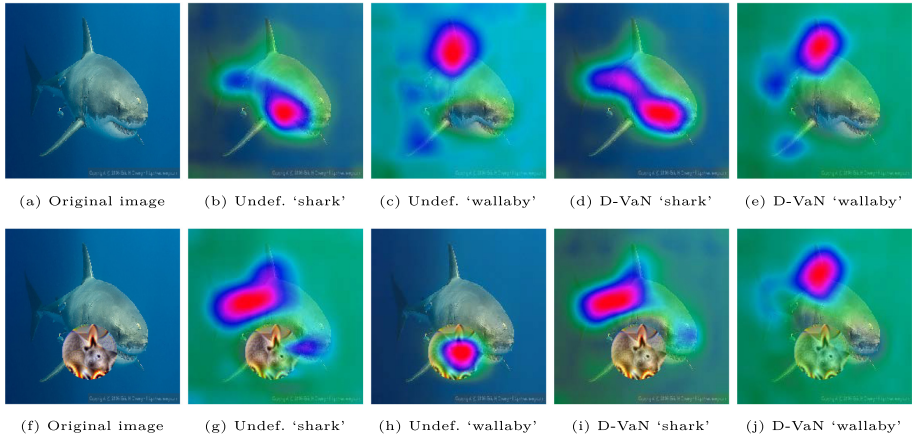 (a) Original image (b) Undef. ‘shark’ (c) Undef. ‘wallaby’ (d) D-VaN ‘shark’ (e) D-VaN ‘wallaby’
(f) Original image (g) Undef. ‘shark’ (h) Undef. ‘wallaby’ (i) D-VaN ‘shark’ (j) D-VaN ‘wallaby’